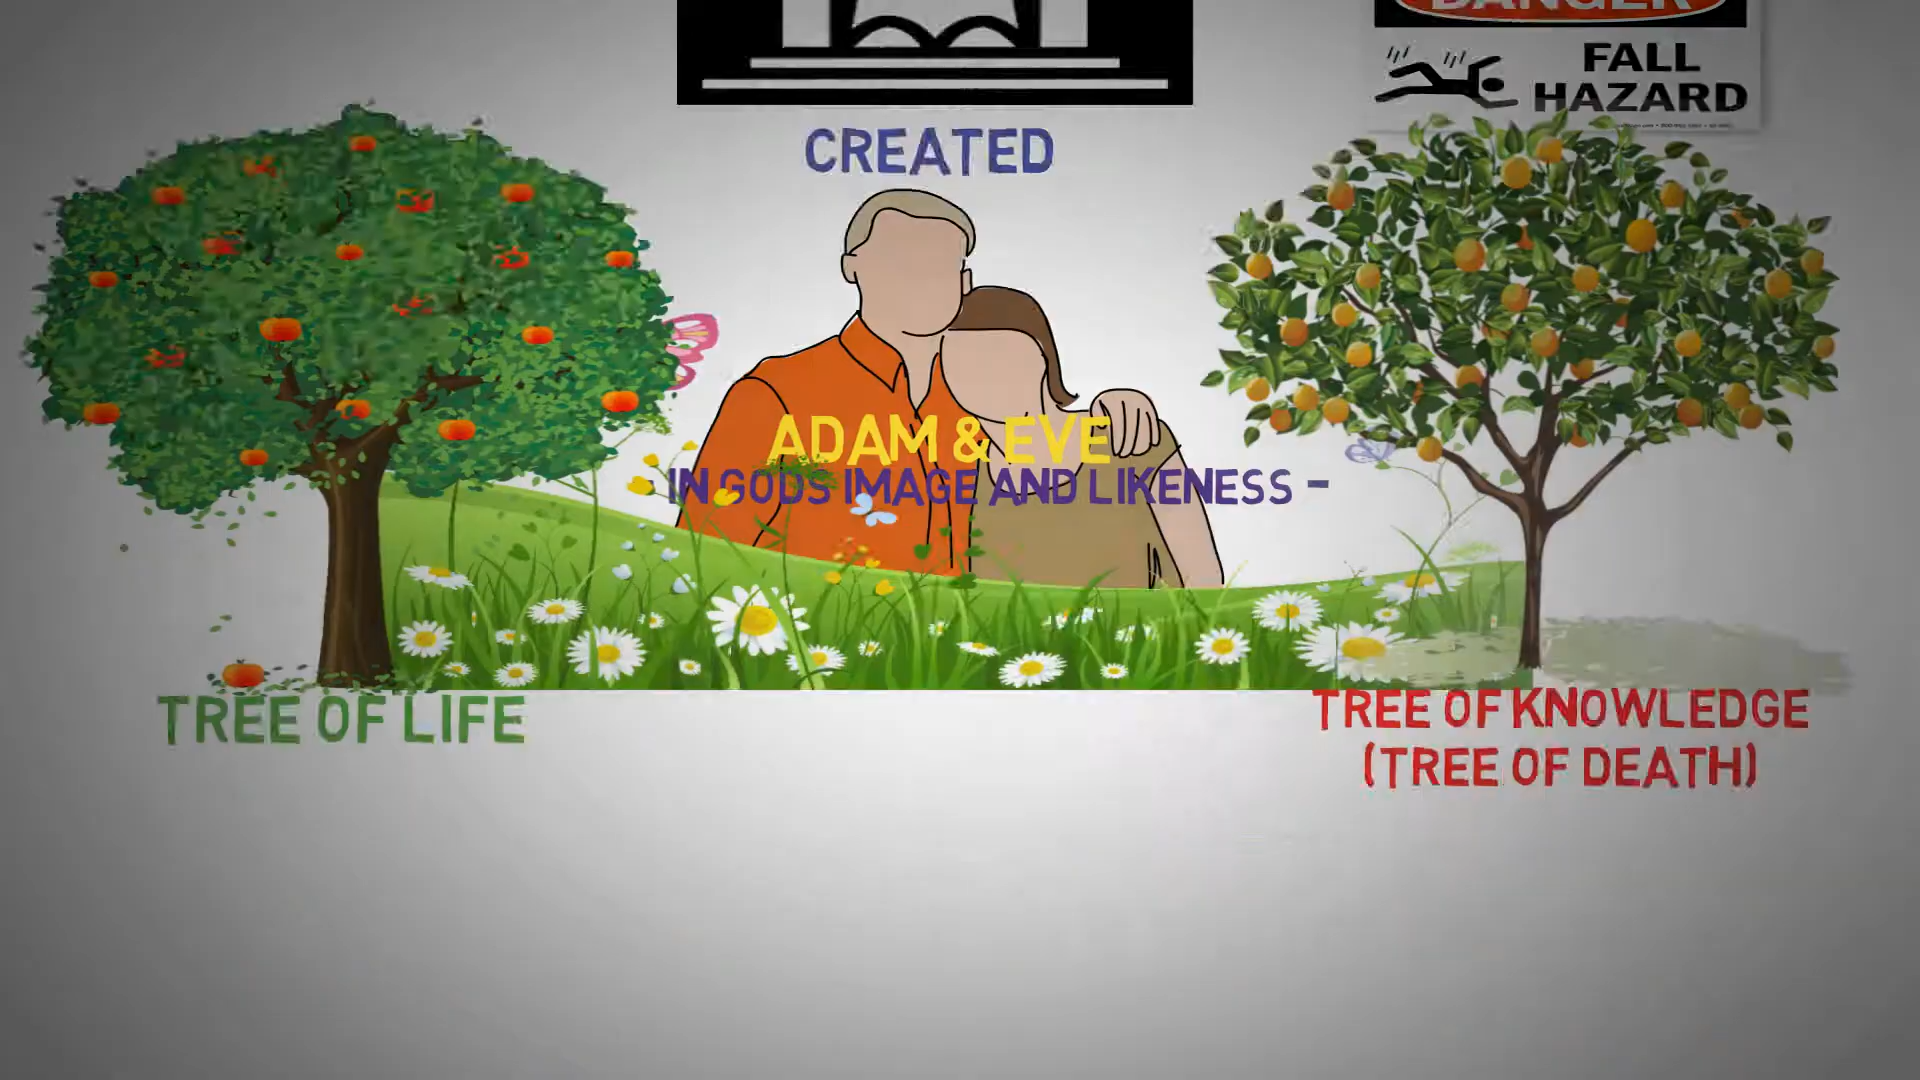 DANGER
FALL
HAZARD
CREATED
ADAM & EVE
- IN GODS IMAGE AND LIKENESS -
TREE OF LIFE
TREE OF KNOWLEDGE
(TREE OF DEATH)